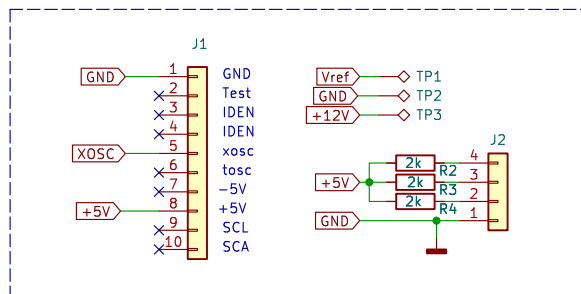 J1
GND 1 GND
2 Test
3 IDEN
4 IDEN
XOSC 5 xosc
6 tosc
7 -5V
+5V 8 +5V
9 SCL
10 SCA
Vref TP1
GND TP2
+12V TP3
J2
2k R2 4
+5V 2k R3 3
2k R4 2
GND 1